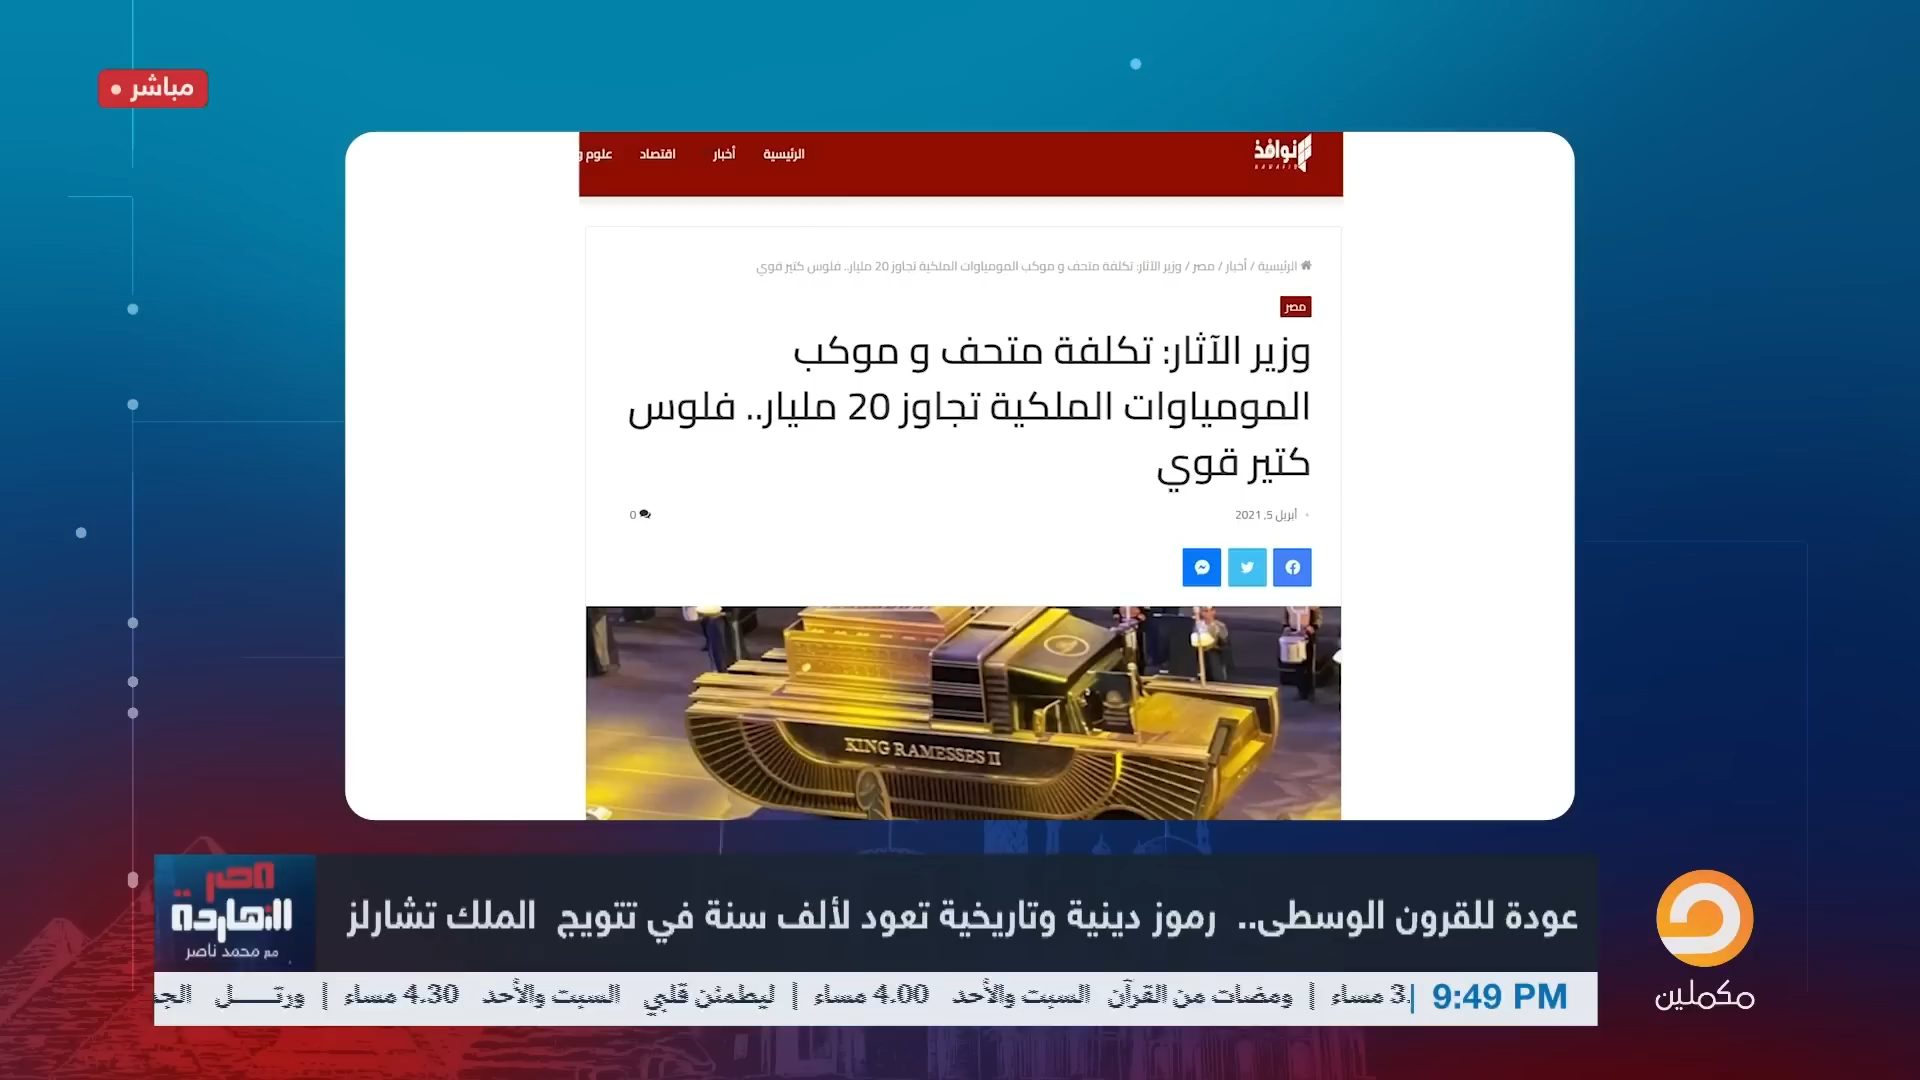 مباشر
نوافذ
الرئيسية
أخبار
اقتصاد
علوم و
الرئيسية / أخبار / مصر / وزير الآثار: تكلفة متحف و موكب المومياوات الملكية تجاوز 20 مليار.. فلوس كتير قوي
مصر
وزير الآثار: تكلفة متحف و موكب
المومياوات الملكية تجاوز 20 مليار.. فلوس
كتير قوي
أبريل 5, 2021
0
KING RAMESSES II
عودة للقرون الوسطى.. رموز دينية وتاريخية تعود لألف سنة في تتويج الملك تشارلز
مصر
النهاردة
مع محمد ناصر
9:49 PM
3. مساء | ومضات من القرآن السبت والأحد 4.00 مساء | ليطمئن قلبي السبت والأحد 4.30 مساء | ورتـــل
مكملين